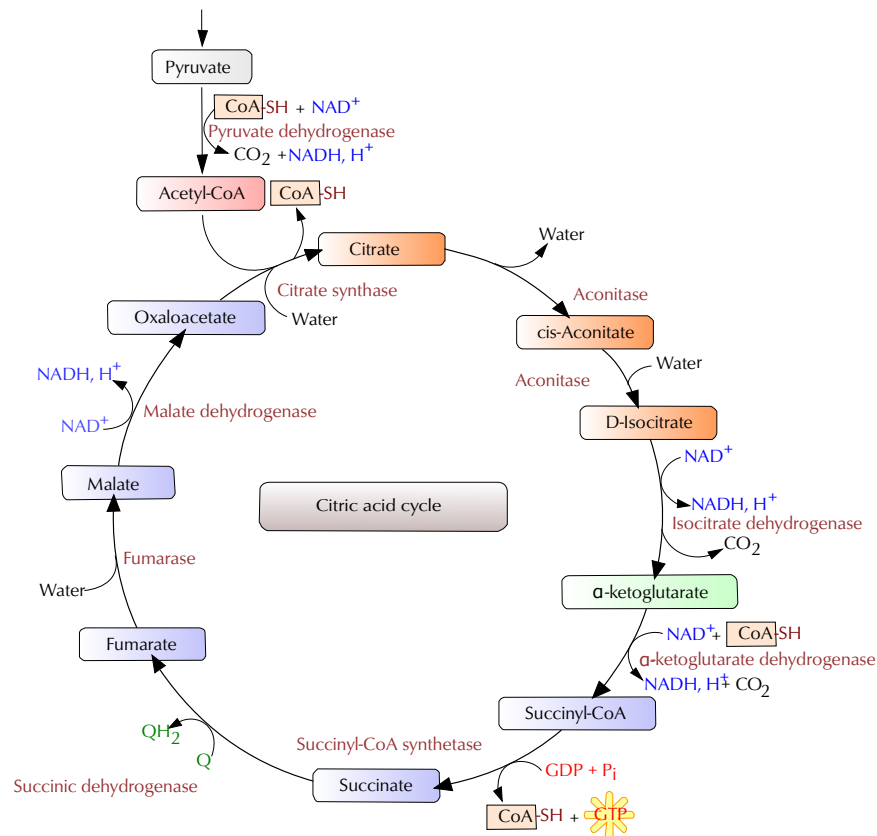 Pyruvate
CoA-SH + NAD+
Pyruvate dehydrogenase
CO2 +NADH, H+
Acetyl-CoA
CoA-SH
Citrate
Water
Citrate synthase
Water
Aconitase
Oxaloacetate
cis-Aconitate
Water
Aconitase
NADH, H+
NAD+
Malate dehydrogenase
D-Isocitrate
NAD+
NADH, H+
Isocitrate dehydrogenase
CO2
Malate
Citric acid cycle
Fumarase
Water
α-ketoglutarate
NAD+ + CoA-SH
α-ketoglutarate dehydrogenase
NADH, H+ + CO2
Fumarate
Succinyl-CoA
QH2
Q
Succinyl-CoA synthetase
Succinic dehydrogenase
Succinate
GDP + Pi
CoA-SH + GTP